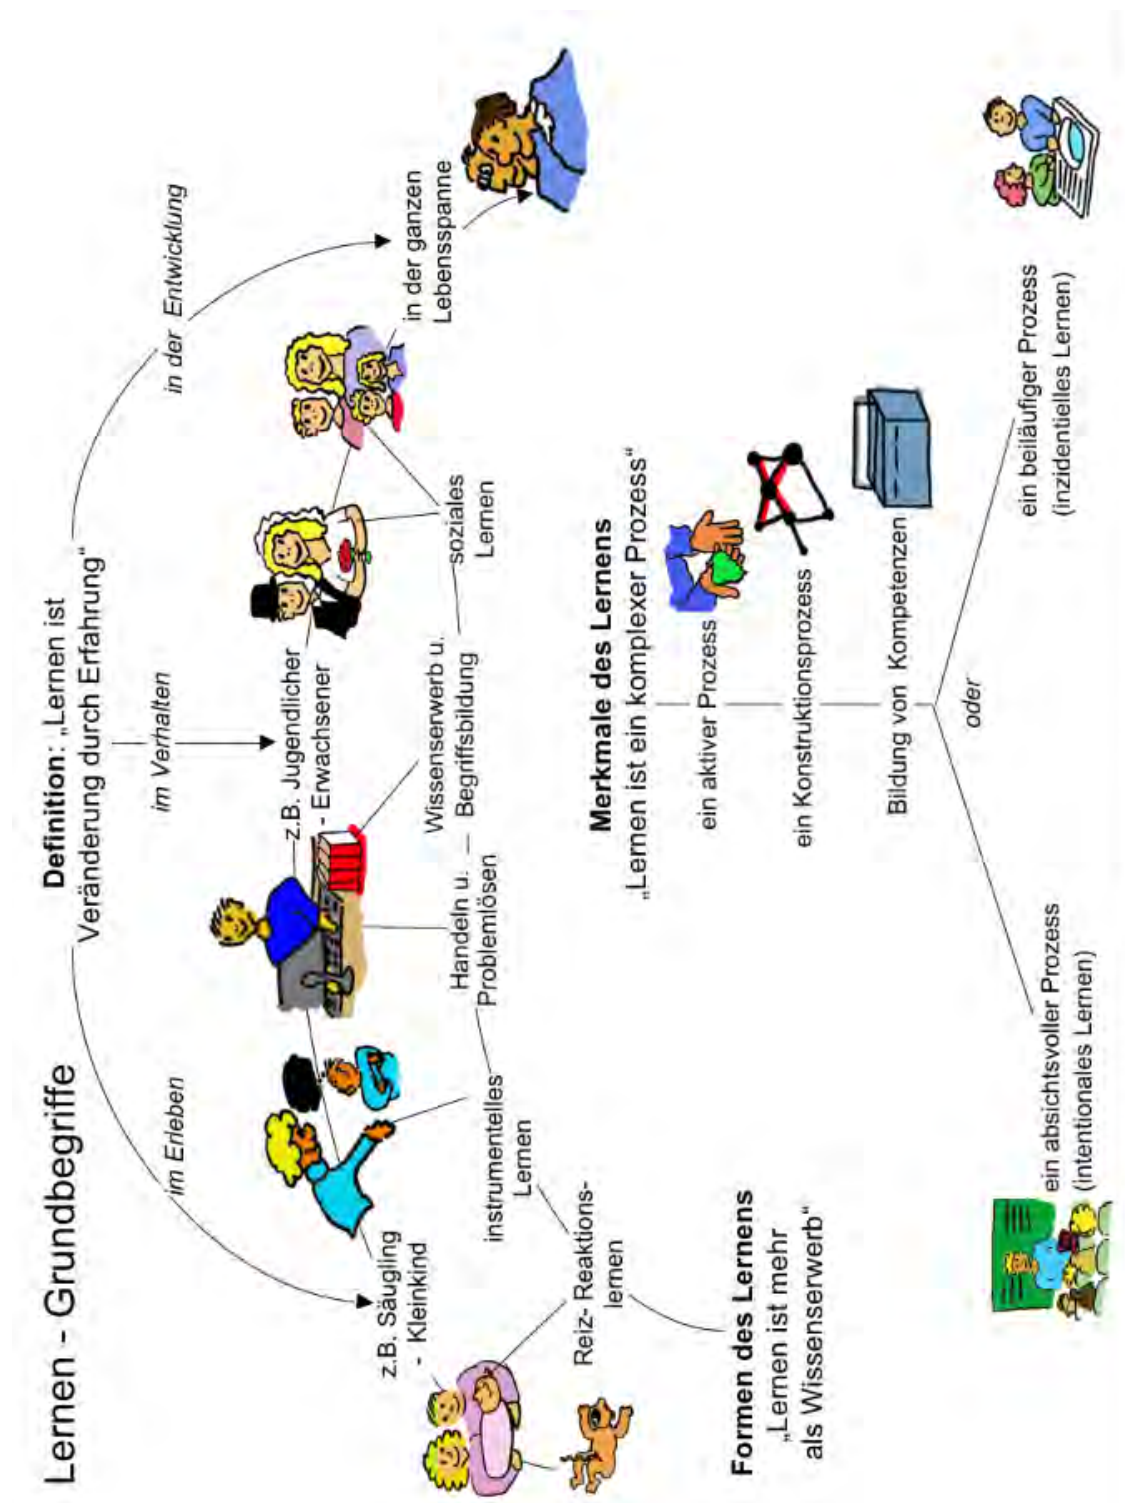 Lernen - Grundbegriffe
Definition: „Lernen ist
Veränderung durch Erfahrung“
im Erleben
im Verhalten
in der Entwicklung
z.B. Säugling
- Kleinkind
z.B. Jugendlicher
- Erwachsener
in der ganzen
Lebensspanne
Reiz- Reaktions-
lernen
instrumentelles
Lernen
Handeln u.
Problemlösen
Wissenserwerb u.
Begriffsbildung
soziales
Lernen
Formen des Lernens
„Lernen ist mehr
als Wissenserwerb“
Merkmale des Lernens
„Lernen ist ein komplexer Prozess“
ein aktiver Prozess
ein Konstruktionsprozess
Bildung von Kompetenzen
oder
ein absichtsvoller Prozess
(intentionales Lernen)
ein beiläufiger Prozess
(inzidentielles Lernen)